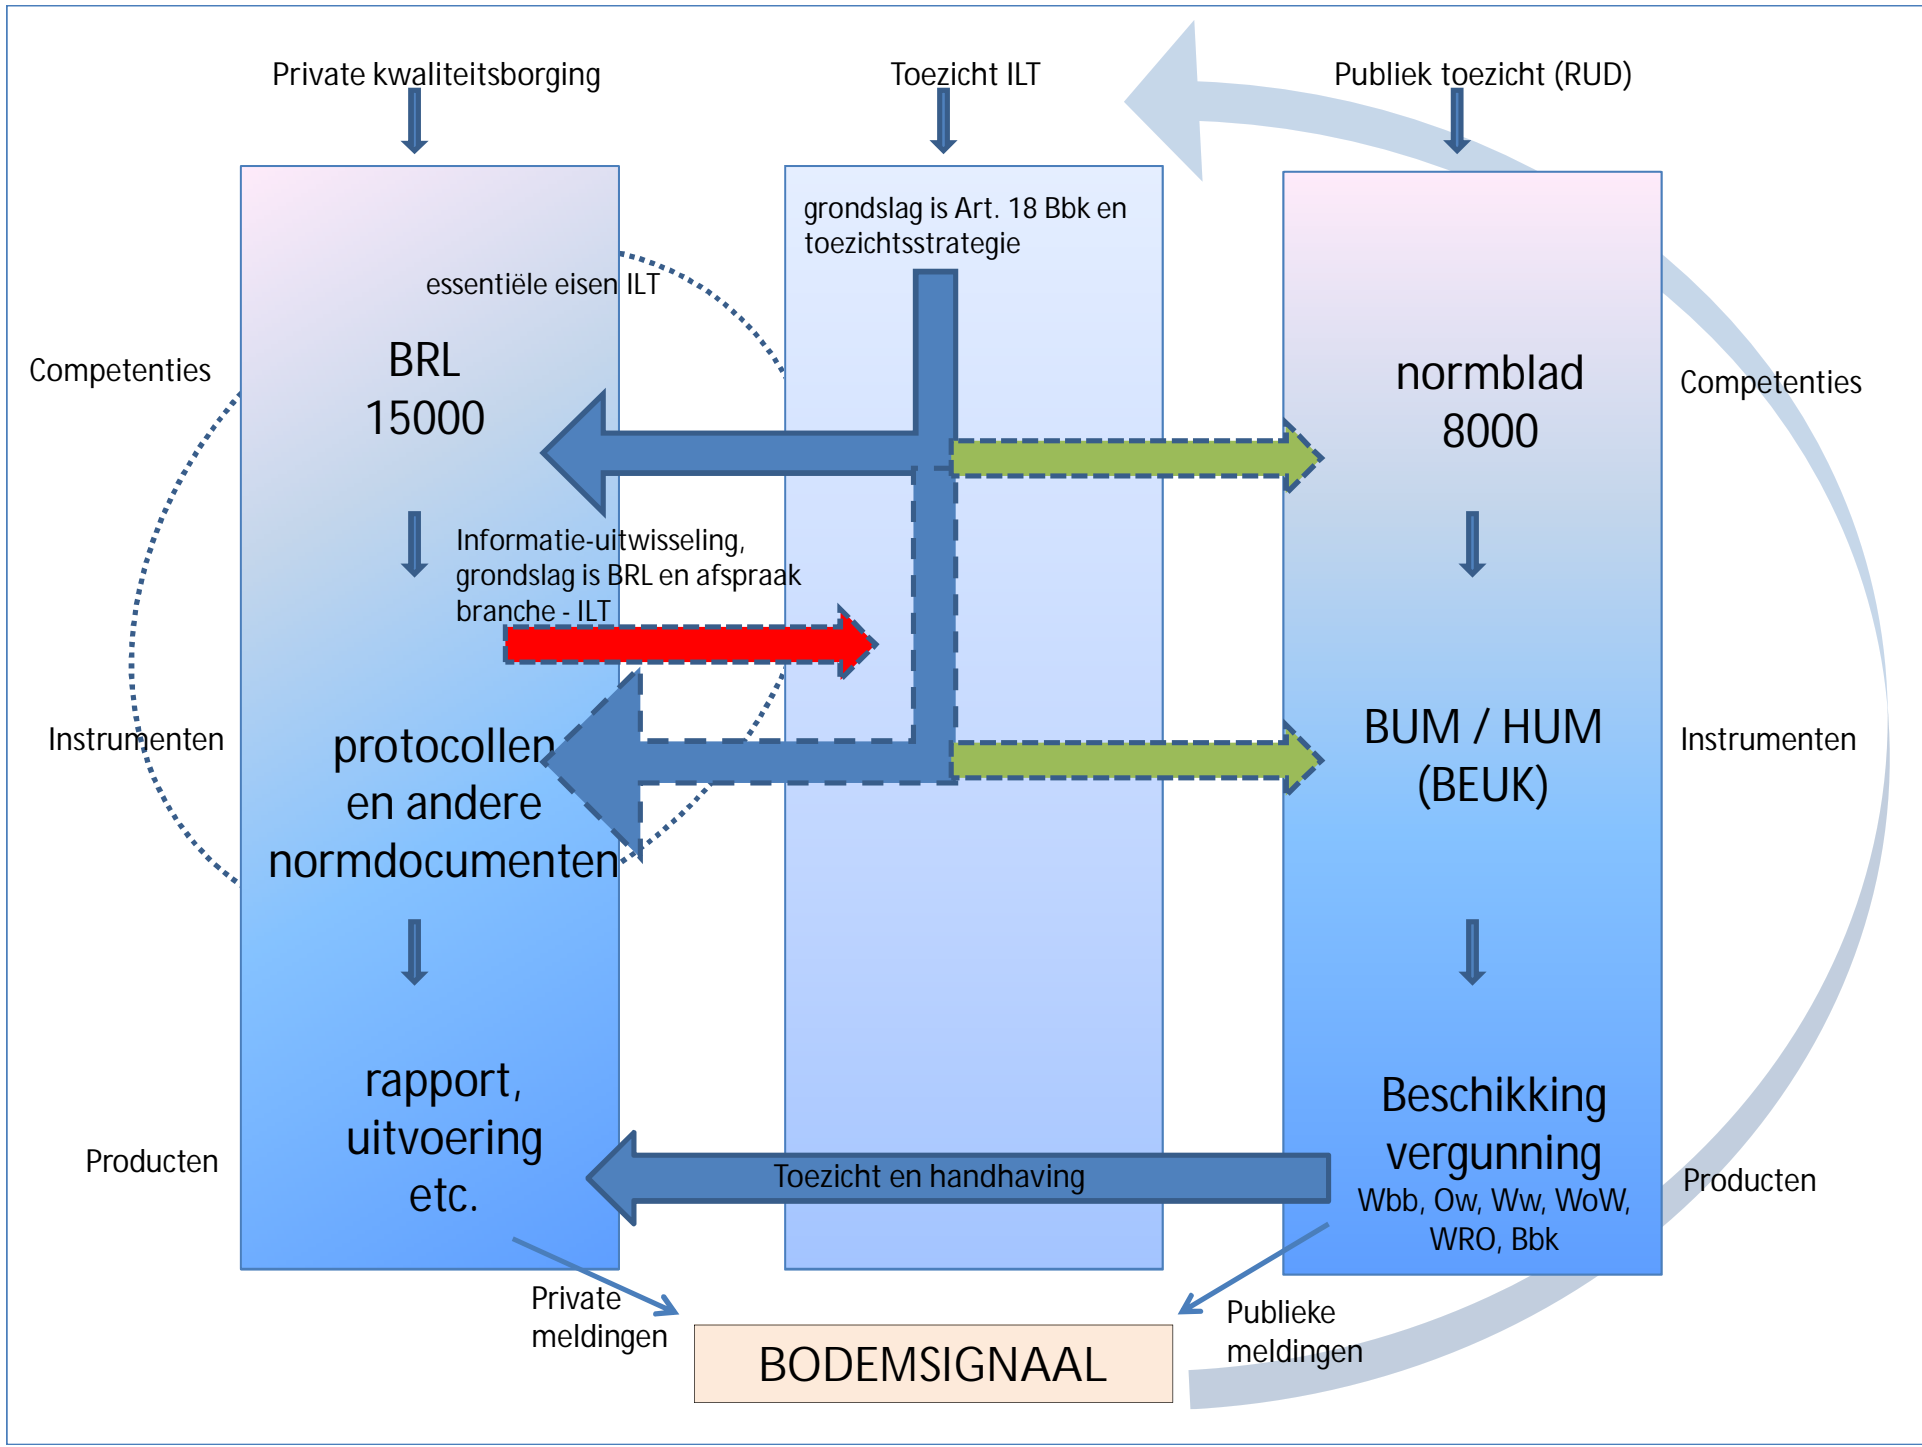 Private kwaliteitsborging
Toezicht ILT
Publiek toezicht (RUD)
grondslag is Art. 18 Bbk en
toezichtsstrategie
essentiële eisen ILT
Competenties
BRL
15000
normblad
8000
Competenties
Informatie-uitwisseling,
grondslag is BRL en afspraak
branche - ILT
Instrumenten
protocollen
en andere
normdocumenten
BUM / HUM
(BEUK)
Instrumenten
Producten
rapport,
uitvoering
etc.
Toezicht en handhaving
Beschikking
vergunning
Wbb, Ow, Ww, WoW,
WRO, Bbk
Producten
Private
meldingen
Publieke
meldingen
BODEMSIGNAAL